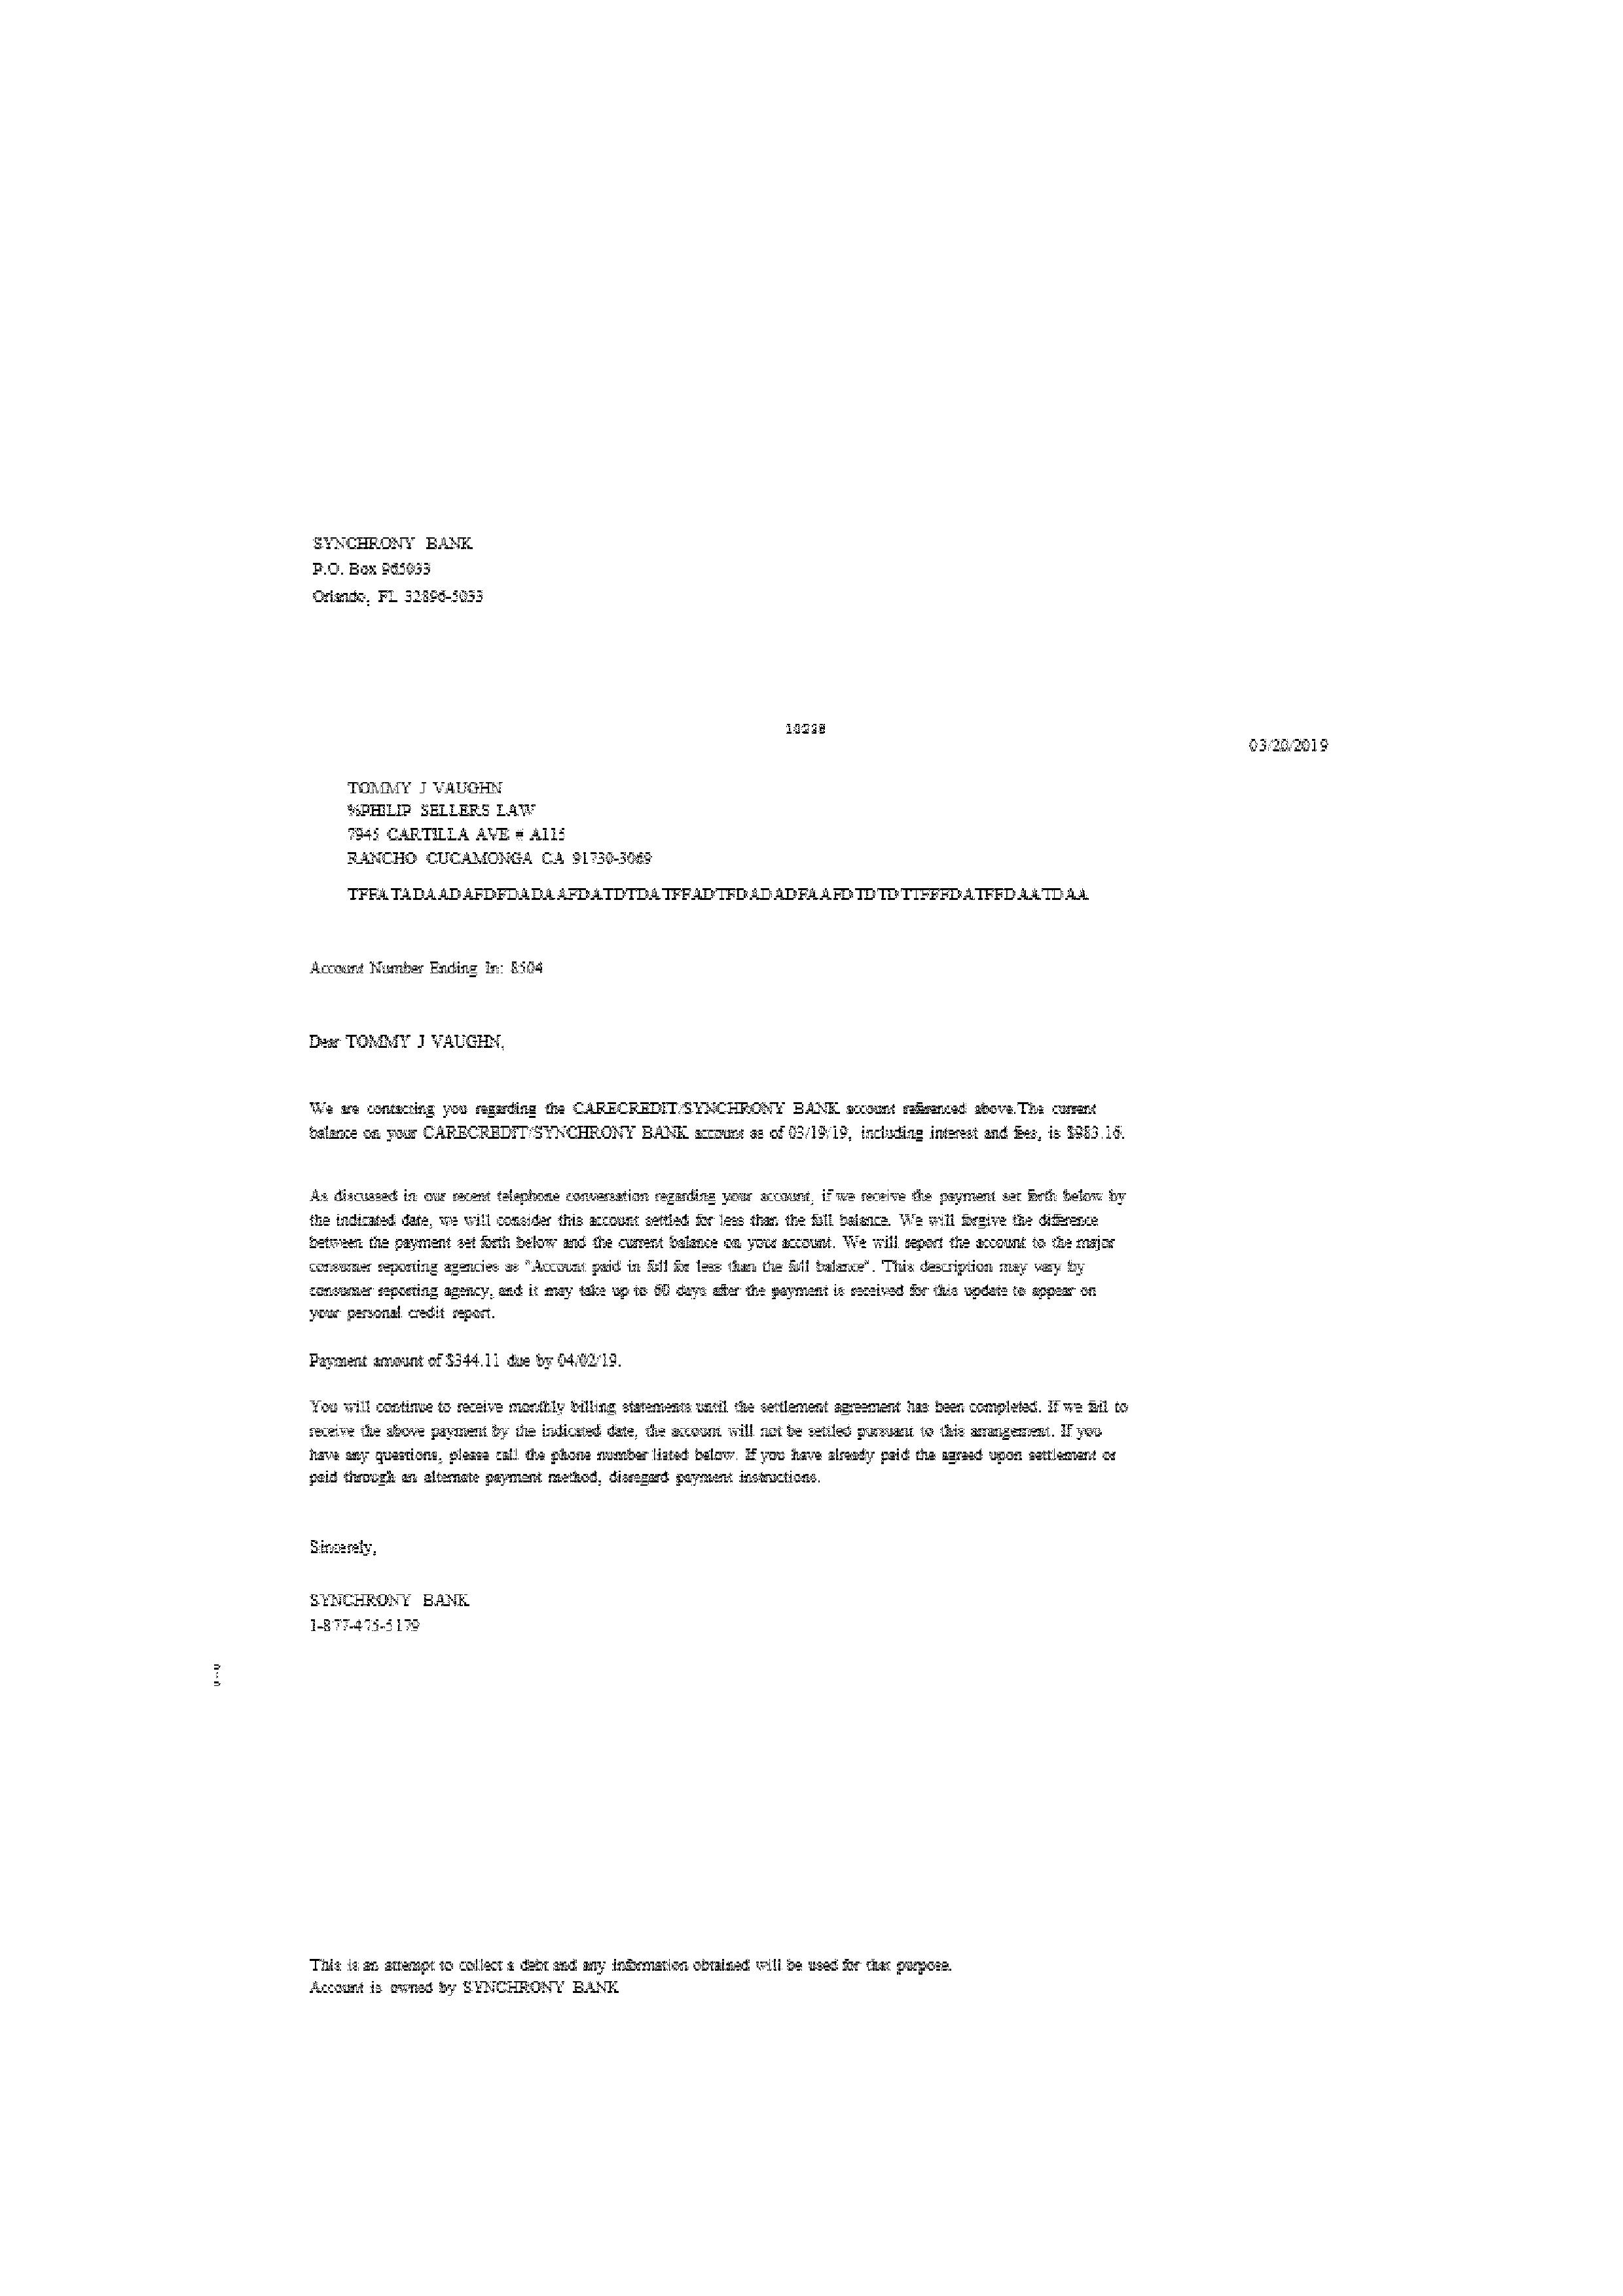 SYNCHRONY BANK
P.O. Box 965033
Orlando, FL 32896-5033
10228
03/20/2019
TOMMY J VAUGHN
%PHILIP SELLERS LAW
7945 CARTILLA AVE # A115
RANCHO CUCAMONGA CA 91730-3069
Account Number Ending In: 8504
Dear TOMMY J VAUGHN,
We are contacting you regarding the CARECREDIT/SYNCHRONY BANK account referenced above.The current
balance on your CARECREDIT/SYNCHRONY BANK account as of 03/19/19, including interest and fees, is $983.16.
As discussed in our recent telephone conversation regarding your account, if we receive the payment set forth below by
the indicated date, we will consider this account settled for less than the full balance. We will forgive the difference
between the payment set forth below and the current balance on your account. We will report the account to the major
consumer reporting agencies as "Account paid in full for less than the full balance". This description may vary by
consumer reporting agency, and it may take up to 60 days after the payment is received for this update to appear on
your personal credit report.
Payment amount of $344.11 due by 04/02/19.
You will continue to receive monthly billing statements until the settlement agreement has been completed. If we fail to
receive the above payment by the indicated date, the account will not be settled pursuant to this arrangement. If you
have any questions, please call the phone number listed below. If you have already paid the agreed upon settlement or
paid through an alternate payment method, disregard payment instructions.
Sincerely,
SYNCHRONY BANK
1-877-475-5179
This is an attempt to collect a debt and any information obtained will be used for that purpose.
Account is owned by SYNCHRONY BANK